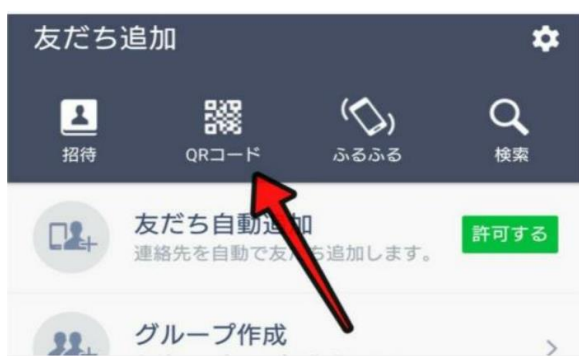 友だち追加
招待
QRコード
ふるふる
検索
友だち自動追加
許可する
連絡先を自動で友だち追加します。
グループ作成